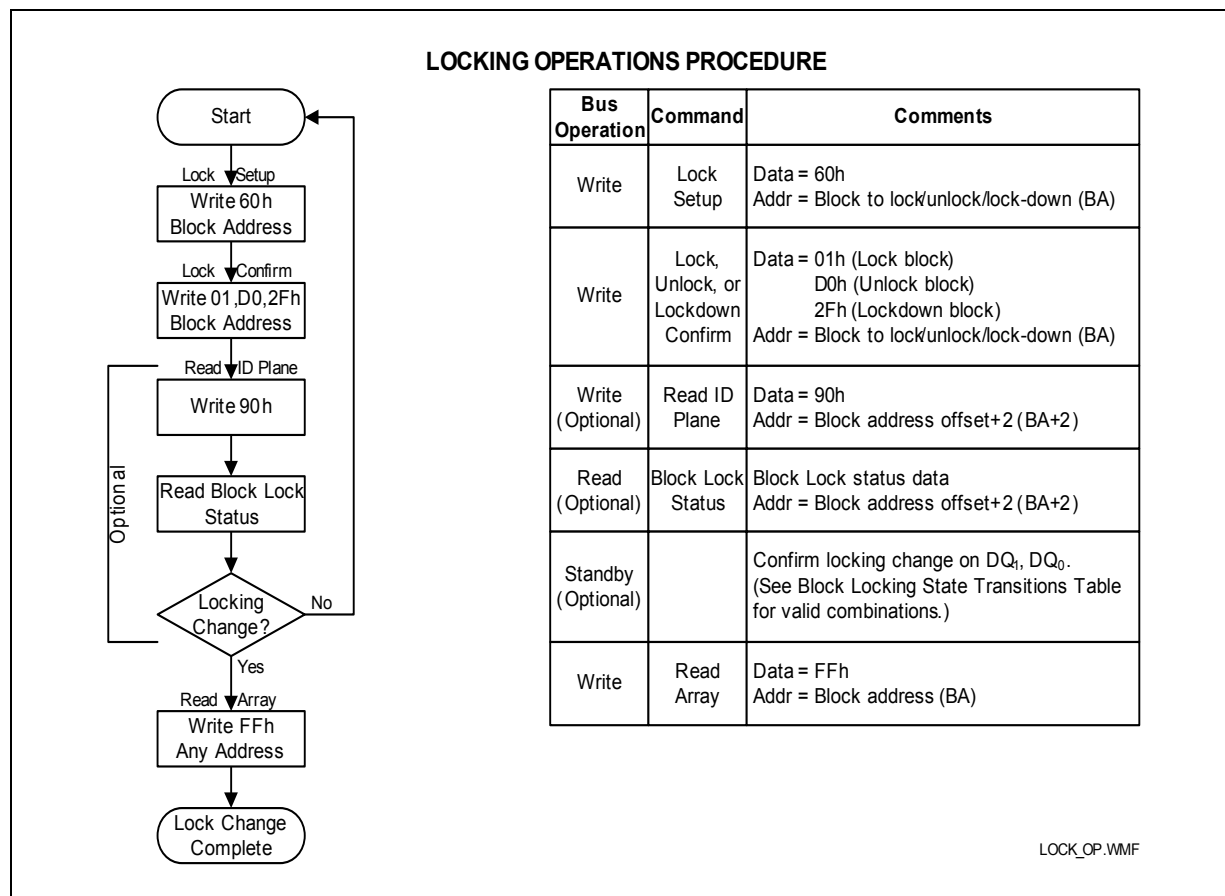 LOCKING OPERATIONS PROCEDURE
Start
Lock Setup
Write 60h
Block Address
Lock Confirm
Write 01,D0,2Fh
Block Address
Read ID Plane
Write 90h
Optional
Read Block Lock
Status
Locking
Change?
No
Yes
Read Array
Write FFh
Any Address
Lock Change
Complete
Bus
Operation
Command
Comments
Write
Lock
Setup
Data = 60h
Addr = Block to lock/unlock/lock-down (BA)
Write
Lock,
Unlock, or
Lockdown
Confirm
Data = 01h (Lock block)
D0h (Unlock block)
2Fh (Lockdown block)
Addr = Block to lock/unlock/lock-down (BA)
Write
(Optional)
Read ID
Plane
Data = 90h
Addr = Block address offset+2 (BA+2)
Read
(Optional)
Block Lock
Status
Block Lock status data
Addr = Block address offset+2 (BA+2)
Standby
(Optional)
Confirm locking change on DQ₁, DQ₀.
(See Block Locking State Transitions Table
for valid combinations.)
Write
Read
Array
Data = FFh
Addr = Block address (BA)
LOCK_OP.WMF